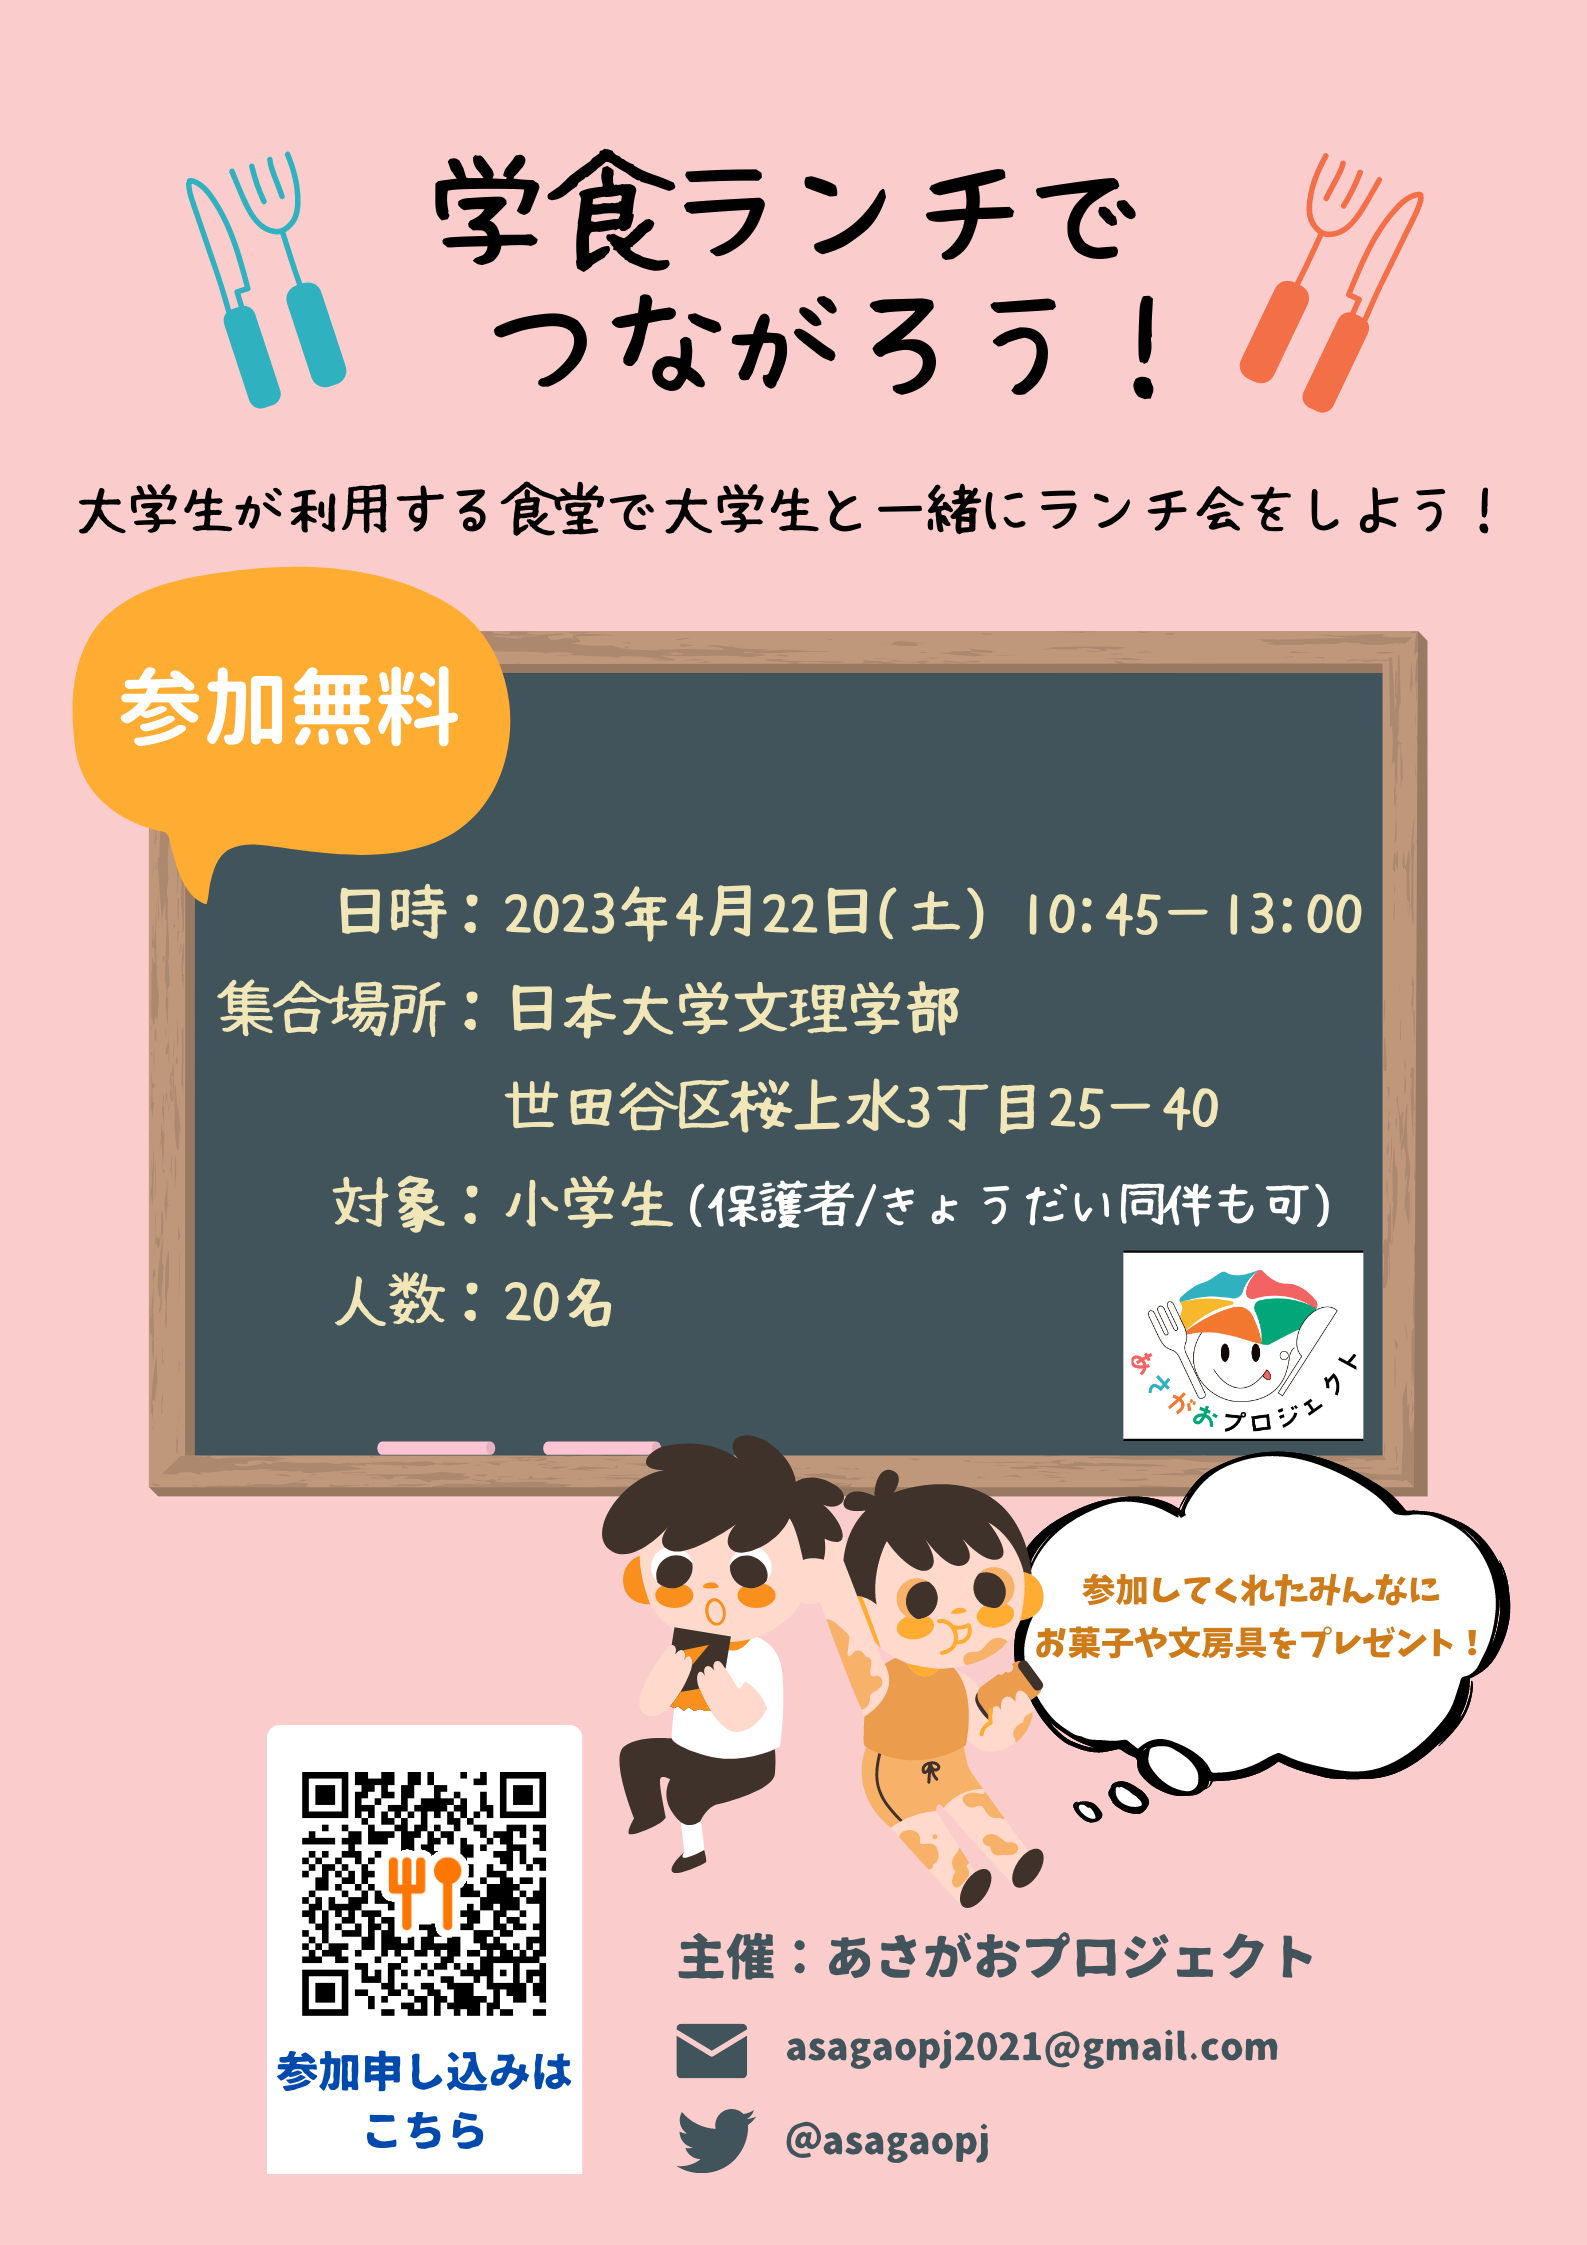 学食ランチで
つながろう！
大学生が利用する食堂で大学生と一緒にランチ会をしよう！
参加無料
日時：2023年4月22日(土) 10:45ー13:00
集合場所：日本大学文理学部
世田谷区桜上水3丁目25ー40
対象：小学生(保護者/きょうだい同伴も可)
人数：20名
あさがおプロジェクト
参加してくれたみんなに
お菓子や文房具をプレゼント！
参加申し込みは
こちら
主催：あさがおプロジェクト
asagaopj2021@gmail.com
@asagaopj